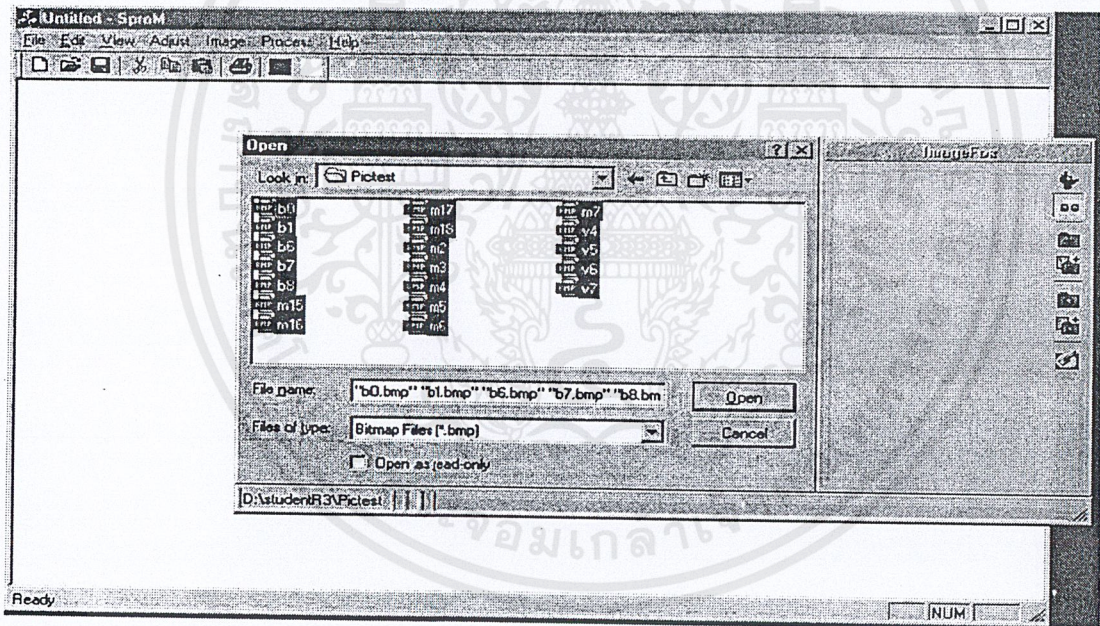 Untitled - SproM
File Edit View Adjust Image Process Help
Open
Look in: Pictest
b0 m17 m7
b1 m18 v4
b6 m2 v5
b7 m3 v6
b8 m4 v7
m15 m5
m16 m6
File name: "b0.bmp" "b1.bmp" "b6.bmp" "b7.bmp" "b8.bm
Open
Files of type: Bitmap Files (*.bmp)
Cancel
Open as read-only
D:\studentR3\Pictest
Ready
NUM